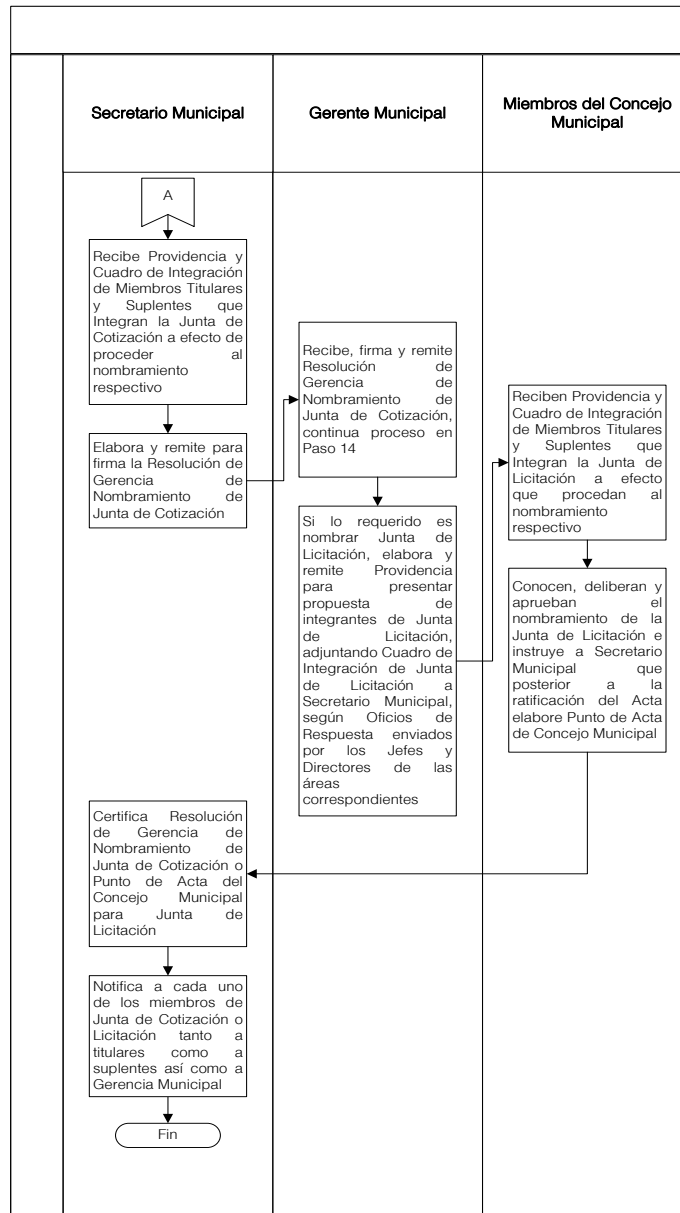 Secretario Municipal
Gerente Municipal
Miembros del Concejo
Municipal
A
Recibe Providencia y
Cuadro de Integración
de Miembros Titulares
y Suplentes que
Integran la Junta de
Cotización a efecto de
proceder al
nombramiento
respectivo
Elabora y remite para
firma la Resolución de
Gerencia de
Nombramiento de
Junta de Cotización
Recibe, firma y remite
Resolución de
Gerencia de
Nombramiento de
Junta de Cotización,
continua proceso en
Paso 14
Si lo requerido es
nombrar Junta de
Licitación, elabora y
remite Providencia
para presentar
propuesta de
integrantes de Junta
de Licitación,
adjuntando Cuadro de
Integración de Junta
de Licitación a
Secretario Municipal,
según Oficios de
Respuesta enviados
por los Jefes y
Directores de las
áreas
correspondientes
Reciben Providencia y
Cuadro de Integración
de Miembros Titulares
y Suplentes que
Integran la Junta de
Licitación a efecto
que procedan al
nombramiento
respectivo
Conocen, deliberan y
aprueban el
nombramiento de la
Junta de Licitación e
instruye a Secretario
Municipal que
posterior a la
ratificación del Acta
elabore Punto de Acta
de Concejo Municipal
Certifica Resolución
de Gerencia de
Nombramiento de
Junta de Cotización o
Punto de Acta del
Concejo Municipal
para Junta de
Licitación
Notifica a cada uno
de los miembros de
Junta de Cotización o
Licitación tanto a
titulares como a
suplentes así como a
Gerencia Municipal
Fin